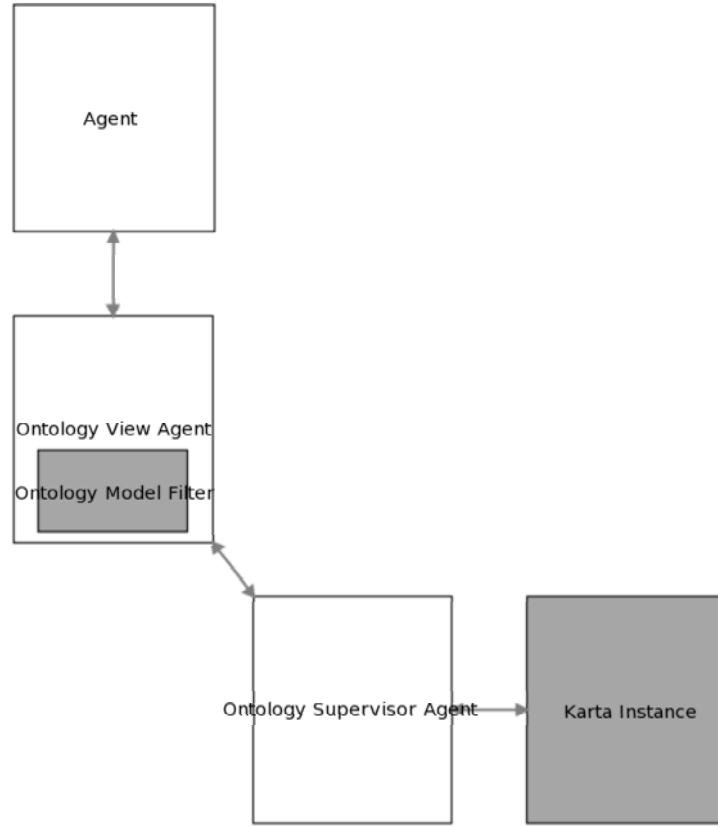 Agent
Ontology View Agent
Ontology Model Filter
Ontology Supervisor Agent
Karta Instance